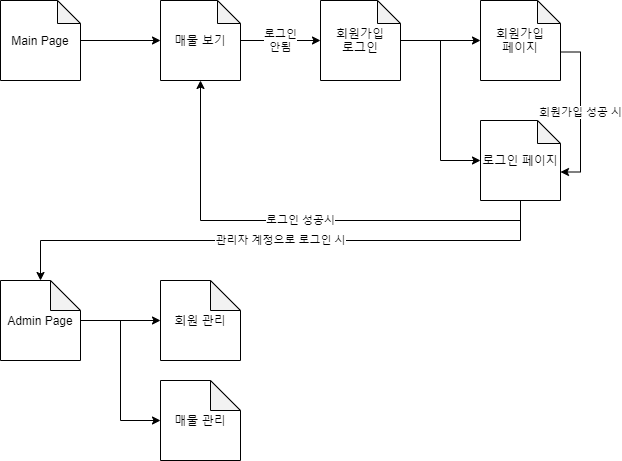 Main Page
매물 보기
로그인
안됨
회원가입
로그인
회원가입
페이지
회원가입 성공 시
로그인 페이지
로그인 성공시
관리자 계정으로 로그인 시
Admin Page
회원 관리
매물 관리